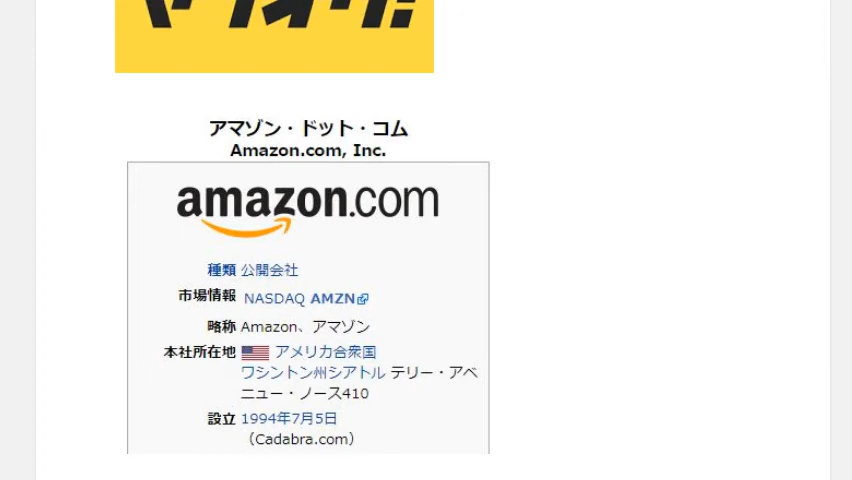 アマゾン・ドット・コム
Amazon.com, Inc.
amazon.com
種類 公開会社
市場情報 NASDAQ AMZN
略称 Amazon、アマゾン
本社所在地 アメリカ合衆国
ワシントン州シアトル テリー・アベ
ニュー・ノース410
設立 1994年7月5日
（Cadabra.com）